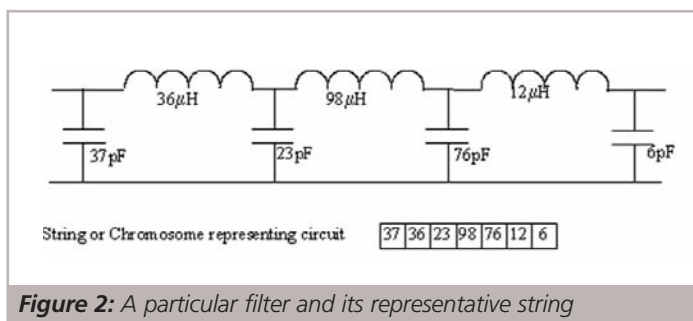 36μH
98μH
12μH
37pF
23pF
76pF
6pF
String or Chromosome representing circuit 37 36 23 98 76 12 6
Figure 2: A particular filter and its representative string